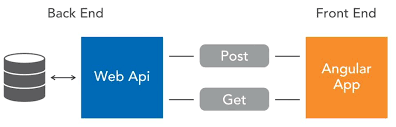 Back End
Front End
Web Api
Post
Get
Angular
App